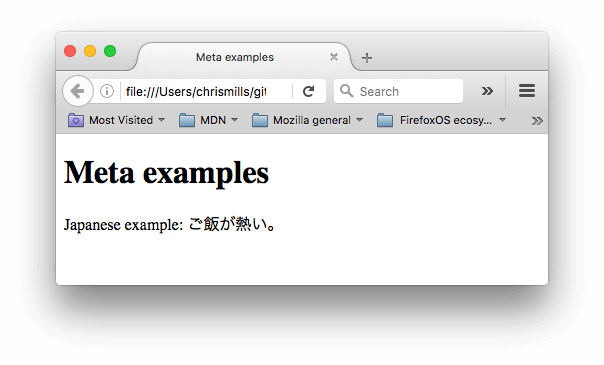 Meta examples
file:///Users/chrismills/git
Search
Most Visited MDN Mozilla general FirefoxOS ecosy...
Meta examples
Japanese example: ご飯が熱い。